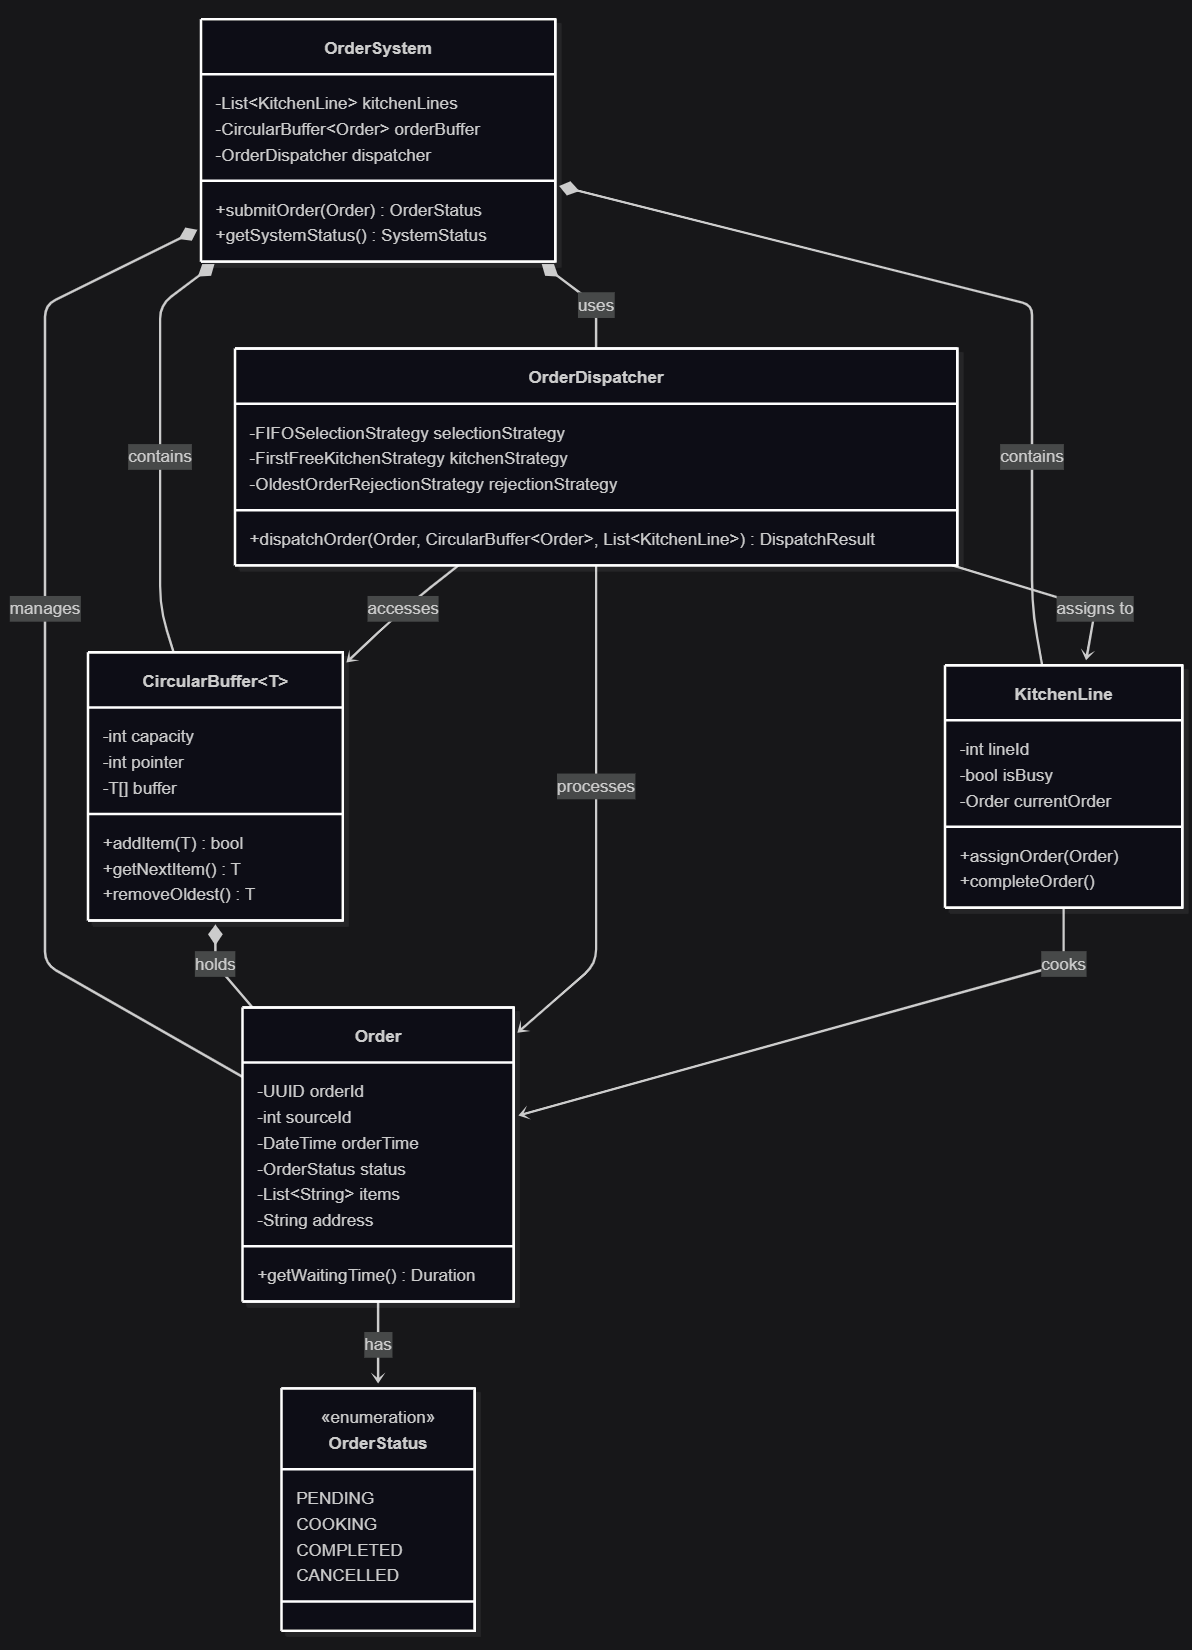 OrderSystem
-List<KitchenLine> kitchenLines
-CircularBuffer<Order> orderBuffer
-OrderDispatcher dispatcher
+submitOrder(Order) : OrderStatus
+getSystemStatus() : SystemStatus
uses
OrderDispatcher
-FIFOSelectionStrategy selectionStrategy
-FirstFreeKitchenStrategy kitchenStrategy
-OldestOrderRejectionStrategy rejectionStrategy
+dispatchOrder(Order, CircularBuffer<Order>, List<KitchenLine>) : DispatchResult
contains
contains
manages
accesses
assigns to
CircularBuffer<T>
-int capacity
-int pointer
-T[] buffer
+addItem(T) : bool
+getNextItem() : T
+removeOldest() : T
processes
KitchenLine
-int lineId
-bool isBusy
-Order currentOrder
+assignOrder(Order)
+completeOrder()
holds
cooks
Order
-UUID orderId
-int sourceId
-DateTime orderTime
-OrderStatus status
-List<String> items
-String address
+getWaitingTime() : Duration
has
«enumeration»
OrderStatus
PENDING
COOKING
COMPLETED
CANCELLED